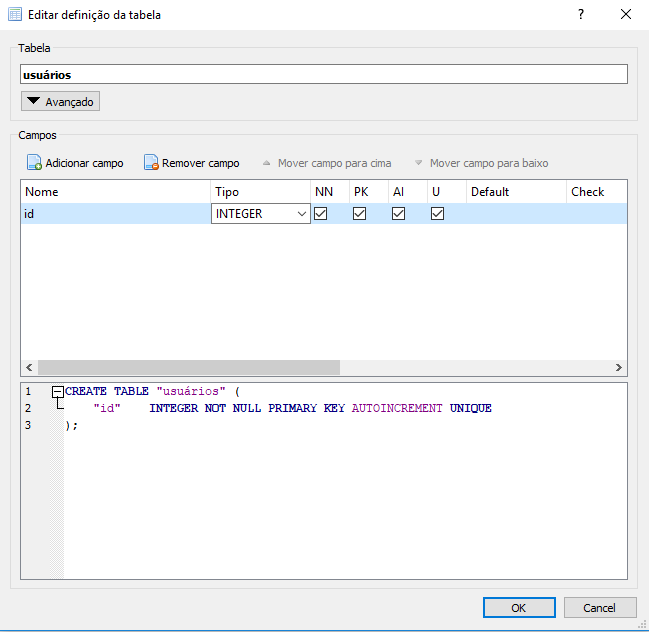 Editar definição da tabela
?
Tabela
usuários
Avançado
Campos
Adicionar campo Remover campo Mover campo para cima Mover campo para baixo
Nome Tipo NN PK AI U Default Check
id INTEGER
1 CREATE TABLE "usuários" (
2 "id" INTEGER NOT NULL PRIMARY KEY AUTOINCREMENT UNIQUE
3 );
OK Cancel